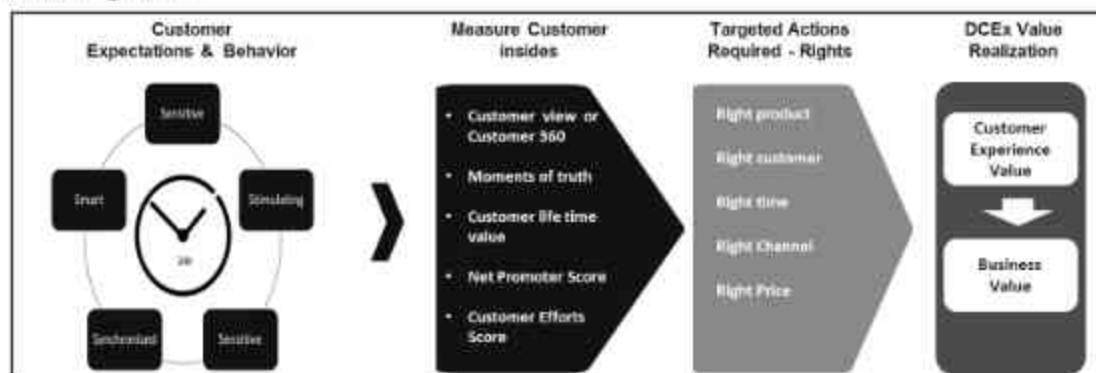 Customer
Expectations & Behavior
Sensitive
Smart
Stimulating
Synchronized
Sensitive
Measure Customer
insides
• Customer view or
Customer 360
• Moments of truth
• Customer life time
value
• Net Promoter Score
• Customer Efforts
Score
Targeted Actions
Required - Rights
Right product
Right customer
Right time
Right Channel
Right Price
DCEx Value
Realization
Customer
Experience
Value
Business
Value